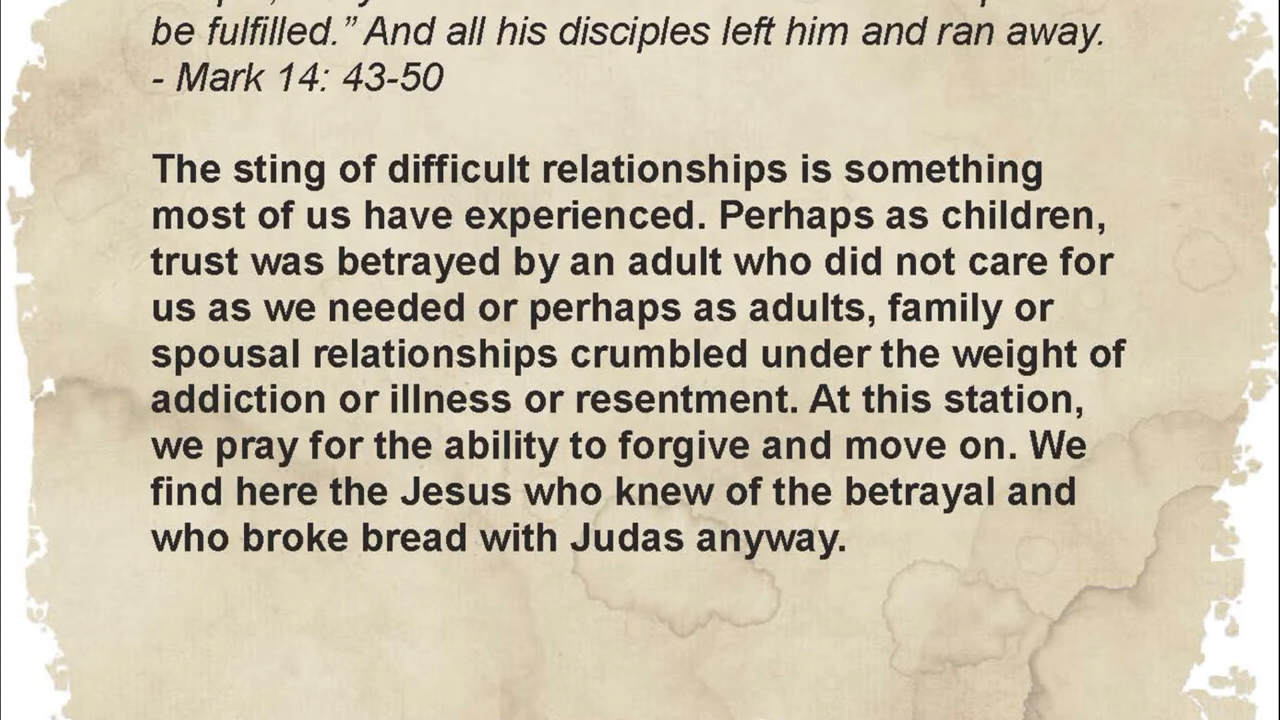 be fulfilled.” And all his disciples left him and ran away.
- Mark 14: 43-50
The sting of difficult relationships is something
most of us have experienced. Perhaps as children,
trust was betrayed by an adult who did not care for
us as we needed or perhaps as adults, family or
spousal relationships crumbled under the weight of
addiction or illness or resentment. At this station,
we pray for the ability to forgive and move on. We
find here the Jesus who knew of the betrayal and
who broke bread with Judas anyway.